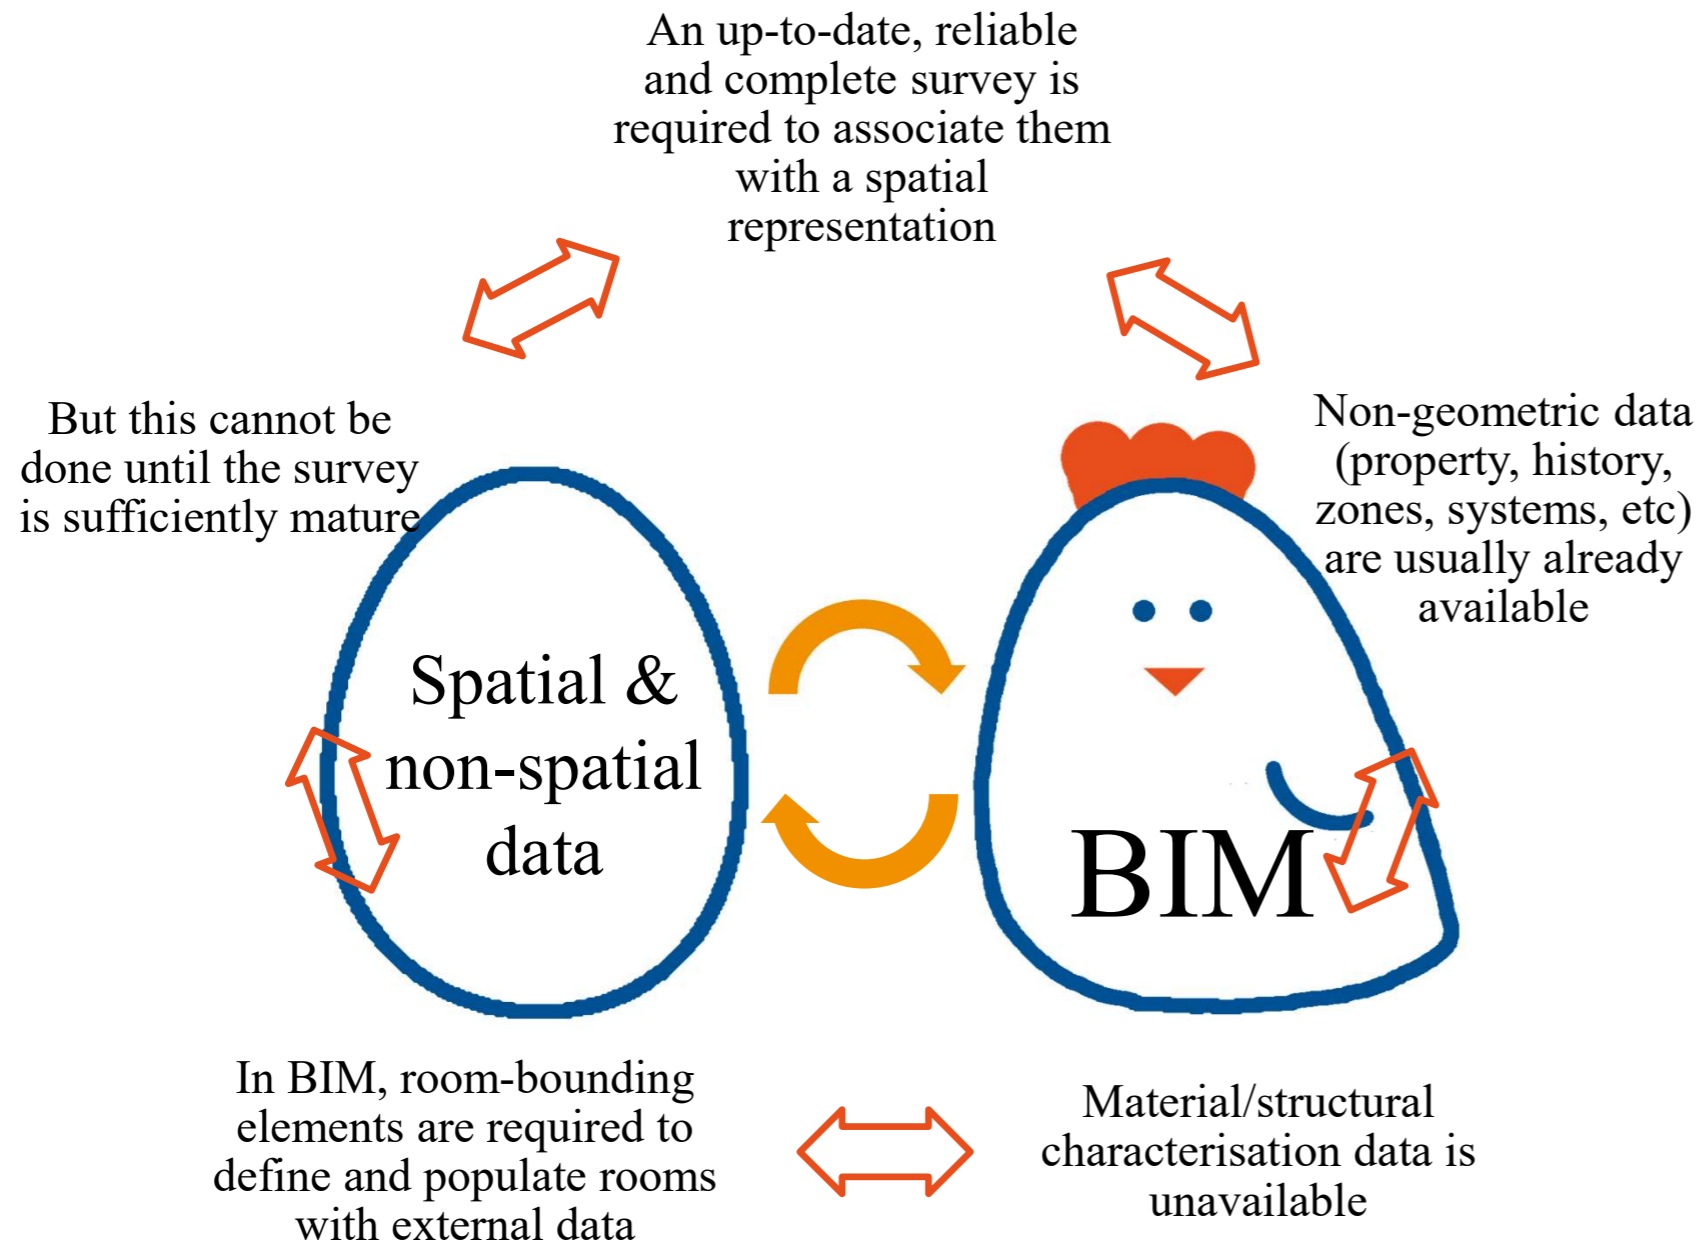 An up-to-date, reliable
and complete survey is
required to associate them
with a spatial
representation
But this cannot be
done until the survey
is sufficiently mature
Non-geometric data
(property, history,
zones, systems, etc)
are usually already
available
Spatial &
non-spatial
data
BIM
In BIM, room-bounding
elements are required to
define and populate rooms
with external data
Material/structural
characterisation data is
unavailable